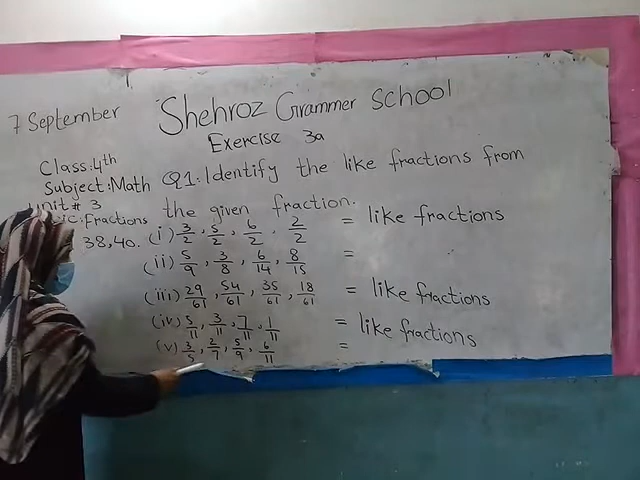 7 September Shehroz Grammer school
Exercise 3a
Class:4th
Subject:Math Q1:Identify the like fractions from
unit# 3 the given fraction.
Fractions
38,40. (i) 3/2, 5/2, 6/2, 2/2 = like fractions
(ii) 5/9, 3/8, 6/14, 8/15 =
(iii) 29/61, 54/61, 35/61, 18/61 = like fractions
(iv) 5/11, 3/11, 7/11, 1/11 = like fractions
(v) 3/5, 2/7, 5/9, 6/11 =